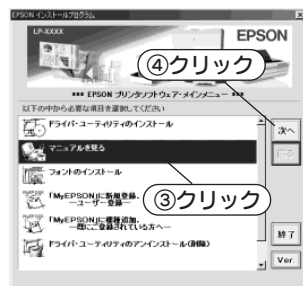 EPSON インストールプログラム
LP-XXXX
EPSON
④クリック
*** EPSON プリンタソフトウェア・メインメニュー ***
以下の中から必要な項目を選択してください
ドライバ・ユーティリティのインストール
次へ
マニュアルを見る
フォントのインストール
③クリック
「MyEPSON」に新規登録。
―ユーザー登録―
「MyEPSON」に機種追加。
―既にご登録されている方へ―
終了
ドライバ・ユーティリティのアンインストール(削除)
Ver.